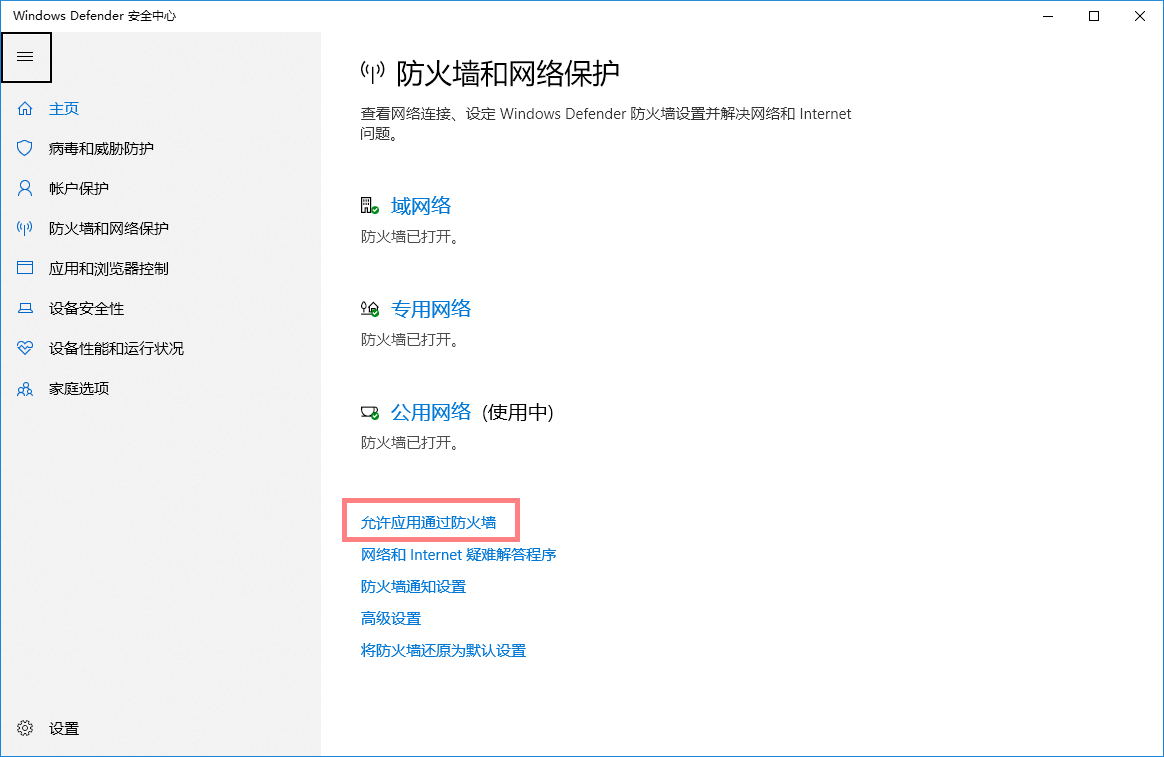 Windows Defender 安全中心
主页
病毒和威胁防护
帐户保护
防火墙和网络保护
应用和浏览器控制
设备安全性
设备性能和运行状况
家庭选项
设置
防火墙和网络保护
查看网络连接、设定 Windows Defender 防火墙设置并解决网络和 Internet
问题。
域网络
防火墙已打开。
专用网络
防火墙已打开。
公用网络 (使用中)
防火墙已打开。
允许应用通过防火墙
网络和 Internet 疑难解答程序
防火墙通知设置
高级设置
将防火墙还原为默认设置